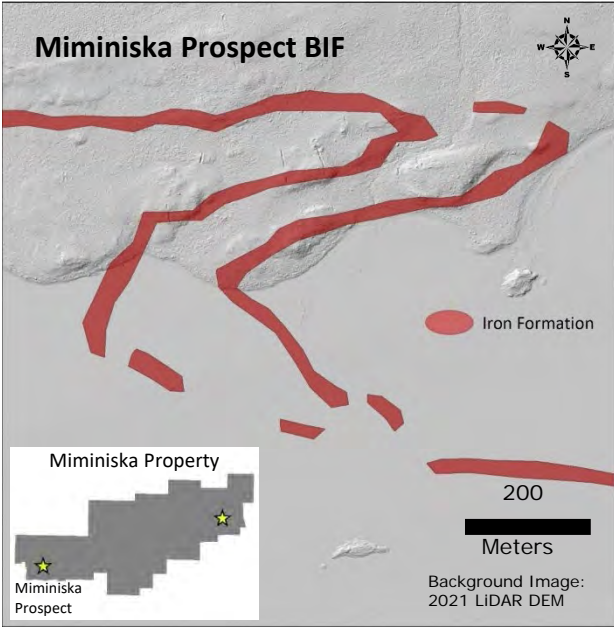 Miminiska Prospect BIF
N
W E
S
Iron Formation
200
Meters
Background Image:
2021 LiDAR DEM
Miminiska Property
Miminiska
Prospect